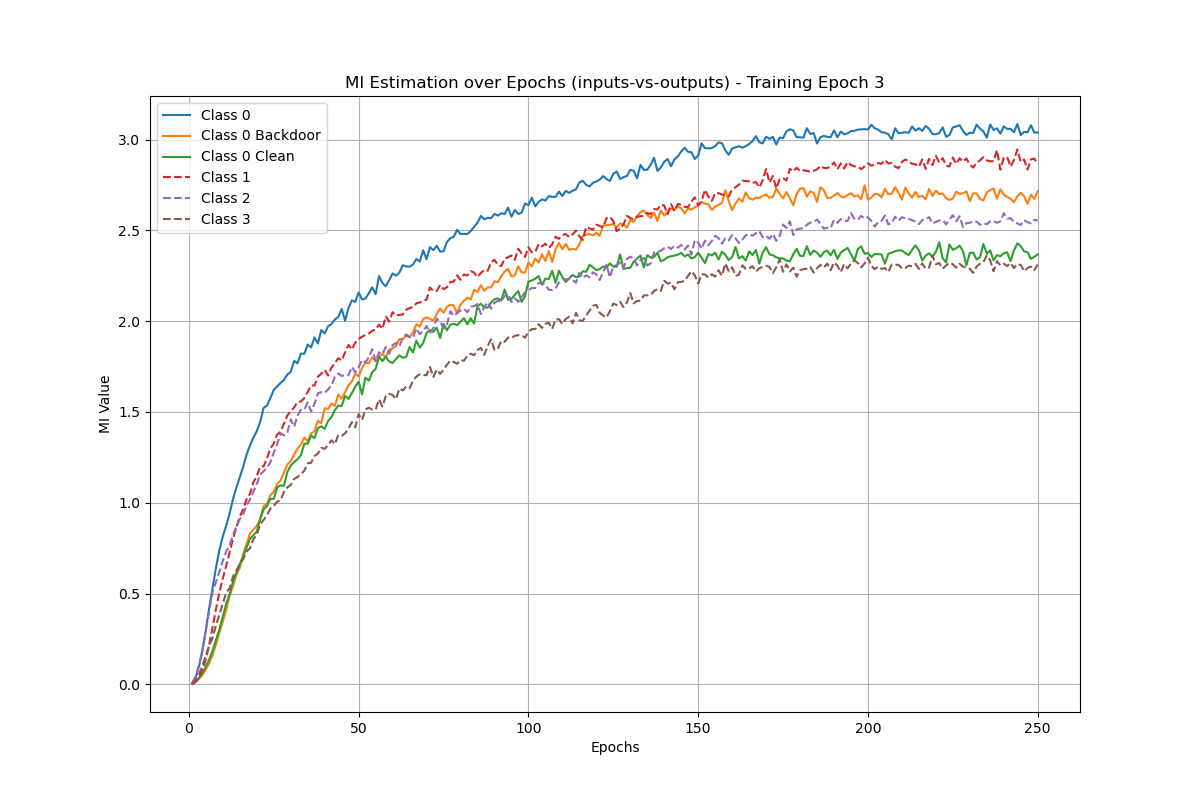 MI Estimation over Epochs (inputs-vs-outputs) - Training Epoch 3
Class 0
Class 0 Backdoor
Class 0 Clean
Class 1
Class 2
Class 3
MI Value
3.0
2.5
2.0
1.5
1.0
0.5
0.0
0
50
100
150
200
250
Epochs